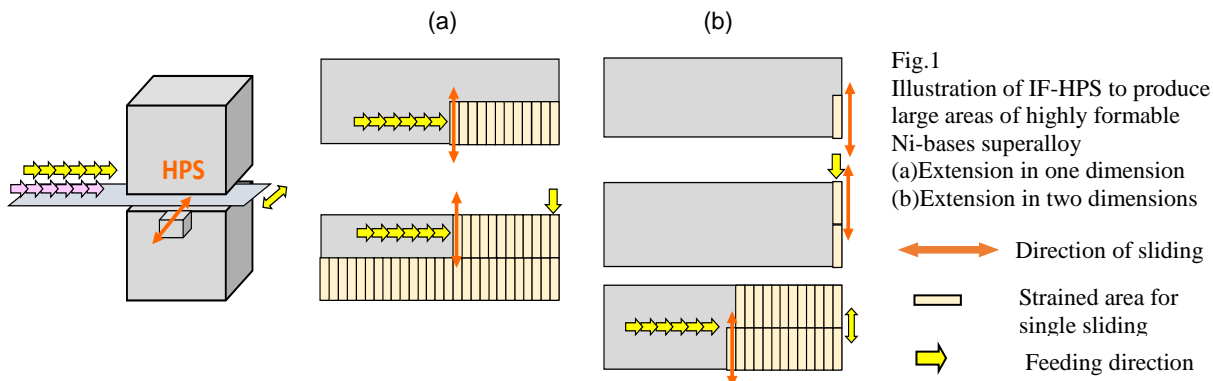 (a)
(b)
HPS
Fig.1
Illustration of IF-HPS to produce
large areas of highly formable
Ni-bases superalloy
(a)Extension in one dimension
(b)Extension in two dimensions
Direction of sliding
Strained area for
single sliding
Feeding direction